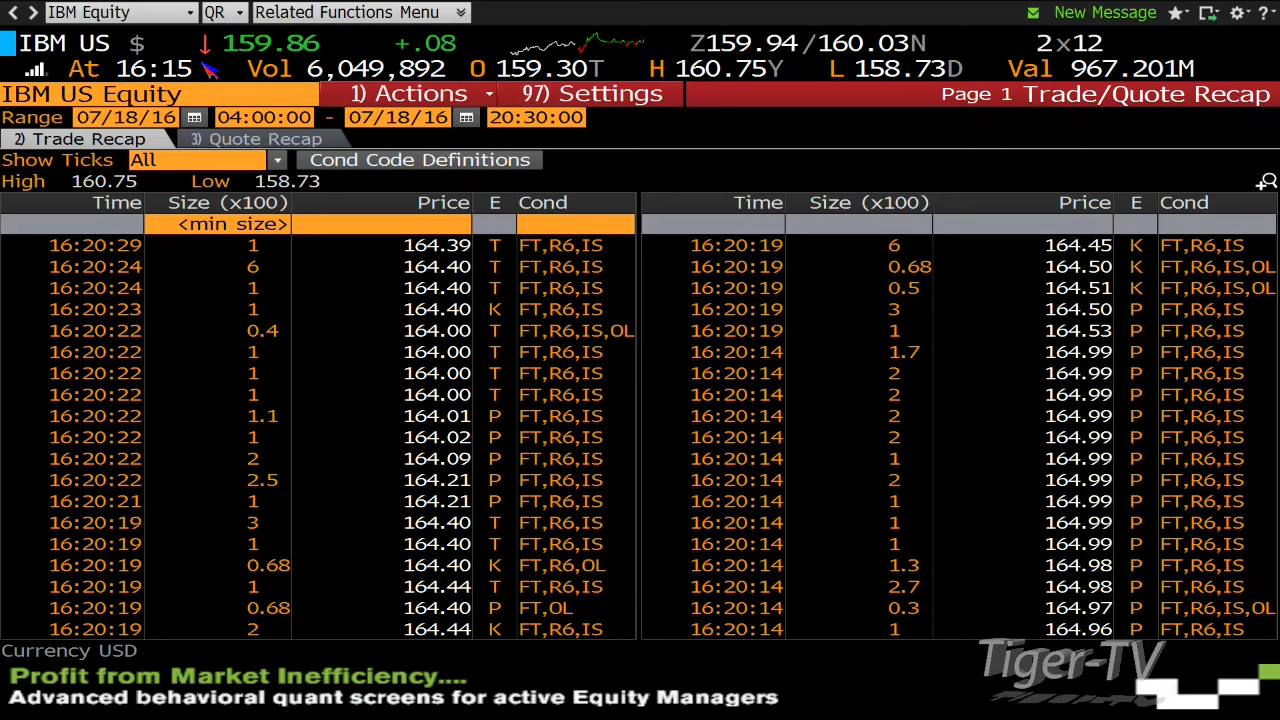 IBM Equity QR Related Functions Menu New Message ?
IBM US $ ↓ 159.86 +.08 Z159.94/160.03N 2x12
At 16:15 Vol 6,049,892 O 159.30T H 160.75Y L 158.73D Val 967.201M
IBM US Equity 1) Actions 97) Settings Page 1 Trade/Quote Recap
Range 07/18/16 04:00:00 - 07/18/16 20:30:00
2) Trade Recap 3) Quote Recap
Show Ticks All Cond Code Definitions
High 160.75 Low 158.73
Time Size (x100) Price E Cond Time Size (x100) Price E Cond
<min size>
16:20:29 1 164.39 T FT,R6,IS 16:20:19 6 164.45 K FT,R6,IS
16:20:24 6 164.40 T FT,R6,IS 16:20:19 0.68 164.50 K FT,R6,IS,OL
16:20:24 1 164.40 T FT,R6,IS 16:20:19 0.5 164.51 K FT,R6,IS,OL
16:20:23 1 164.40 K FT,R6,IS 16:20:19 3 164.50 P FT,R6,IS
16:20:22 0.4 164.00 T FT,R6,IS,OL 16:20:19 1 164.53 P FT,R6,IS
16:20:22 1 164.00 T FT,R6,IS 16:20:14 1.7 164.99 P FT,R6,IS
16:20:22 1 164.00 T FT,R6,IS 16:20:14 2 164.99 P FT,R6,IS
16:20:22 1 164.00 T FT,R6,IS 16:20:14 2 164.99 P FT,R6,IS
16:20:22 1.1 164.01 P FT,R6,IS 16:20:14 2 164.99 P FT,R6,IS
16:20:22 1 164.02 P FT,R6,IS 16:20:14 2 164.99 P FT,R6,IS
16:20:22 2 164.09 P FT,R6,IS 16:20:14 1 164.99 P FT,R6,IS
16:20:22 2.5 164.21 P FT,R6,IS 16:20:14 2 164.99 P FT,R6,IS
16:20:21 1 164.21 P FT,R6,IS 16:20:14 1 164.99 P FT,R6,IS
16:20:19 3 164.40 T FT,R6,IS 16:20:14 1 164.99 P FT,R6,IS
16:20:19 1 164.40 T FT,R6,IS 16:20:14 1 164.99 P FT,R6,IS
16:20:19 0.68 164.40 K FT,R6,OL 16:20:14 1.3 164.98 P FT,R6,IS
16:20:19 1 164.44 T FT,R6,IS 16:20:14 2.7 164.98 P FT,R6,IS
16:20:19 0.68 164.40 P FT,OL 16:20:14 0.3 164.97 P FT,R6,IS,OL
16:20:19 2 164.44 K FT,R6,IS 16:20:14 1 164.96 P FT,R6,IS
Currency USD
Profit from Market Inefficiency....
Advanced behavioral quant screens for active Equity Managers
Tiger-TV